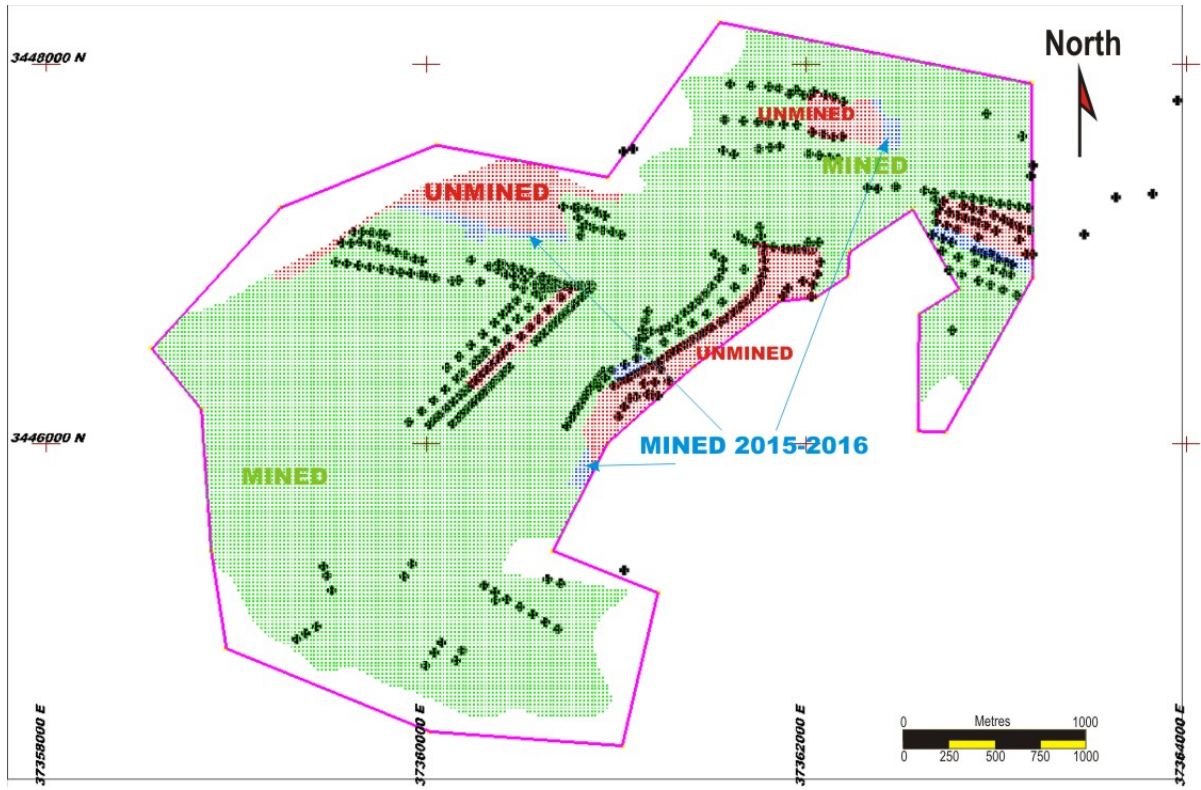 North
3448000 N
UNMINED
MINED
UNMINED
UNMINED
3446000 N
MINED 2015-2016
MINED
37358000 E
37360000 E
37362000 E
37364000 E
0 Metres 1000
0 250 500 750 1000